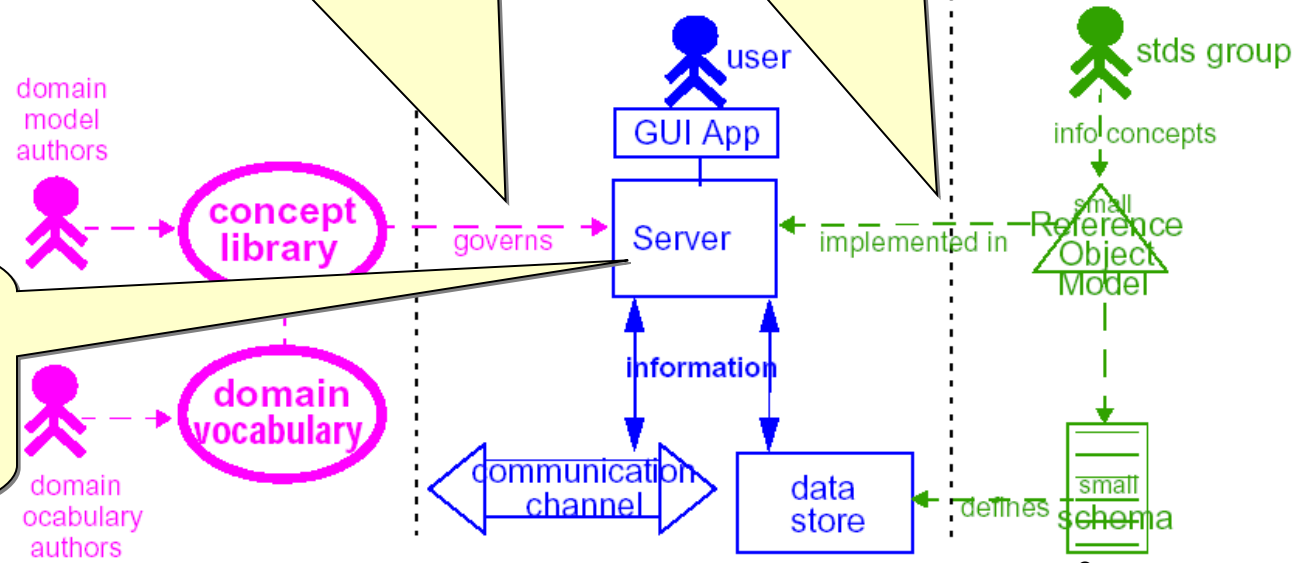 domain
model
authors
concept
library
domain
vocabulary
domain
ocabulary
authors
governs
user
GUI App
Server
information
communication
channel
data
store
implemented in
defines
stds group
info concepts
small
Reference
Object
Model
small
schema